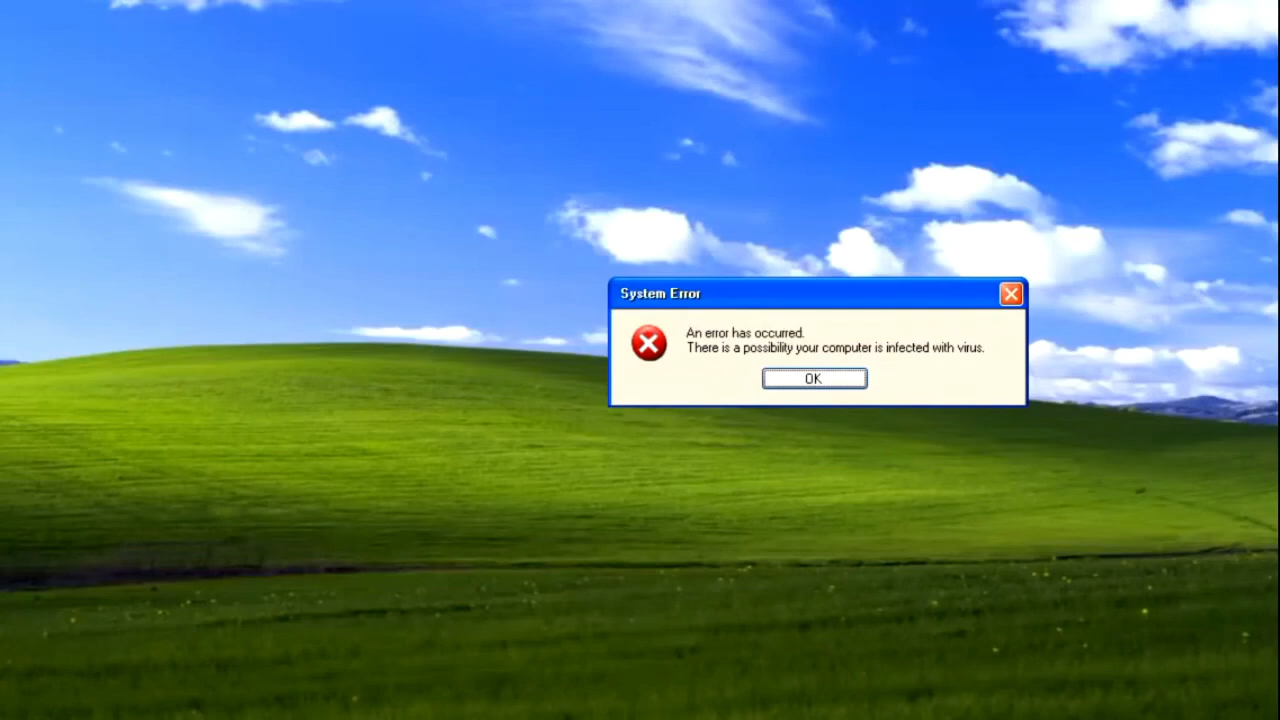 System Error
An error has occurred.
There is a possibility your computer is infected with virus.
OK